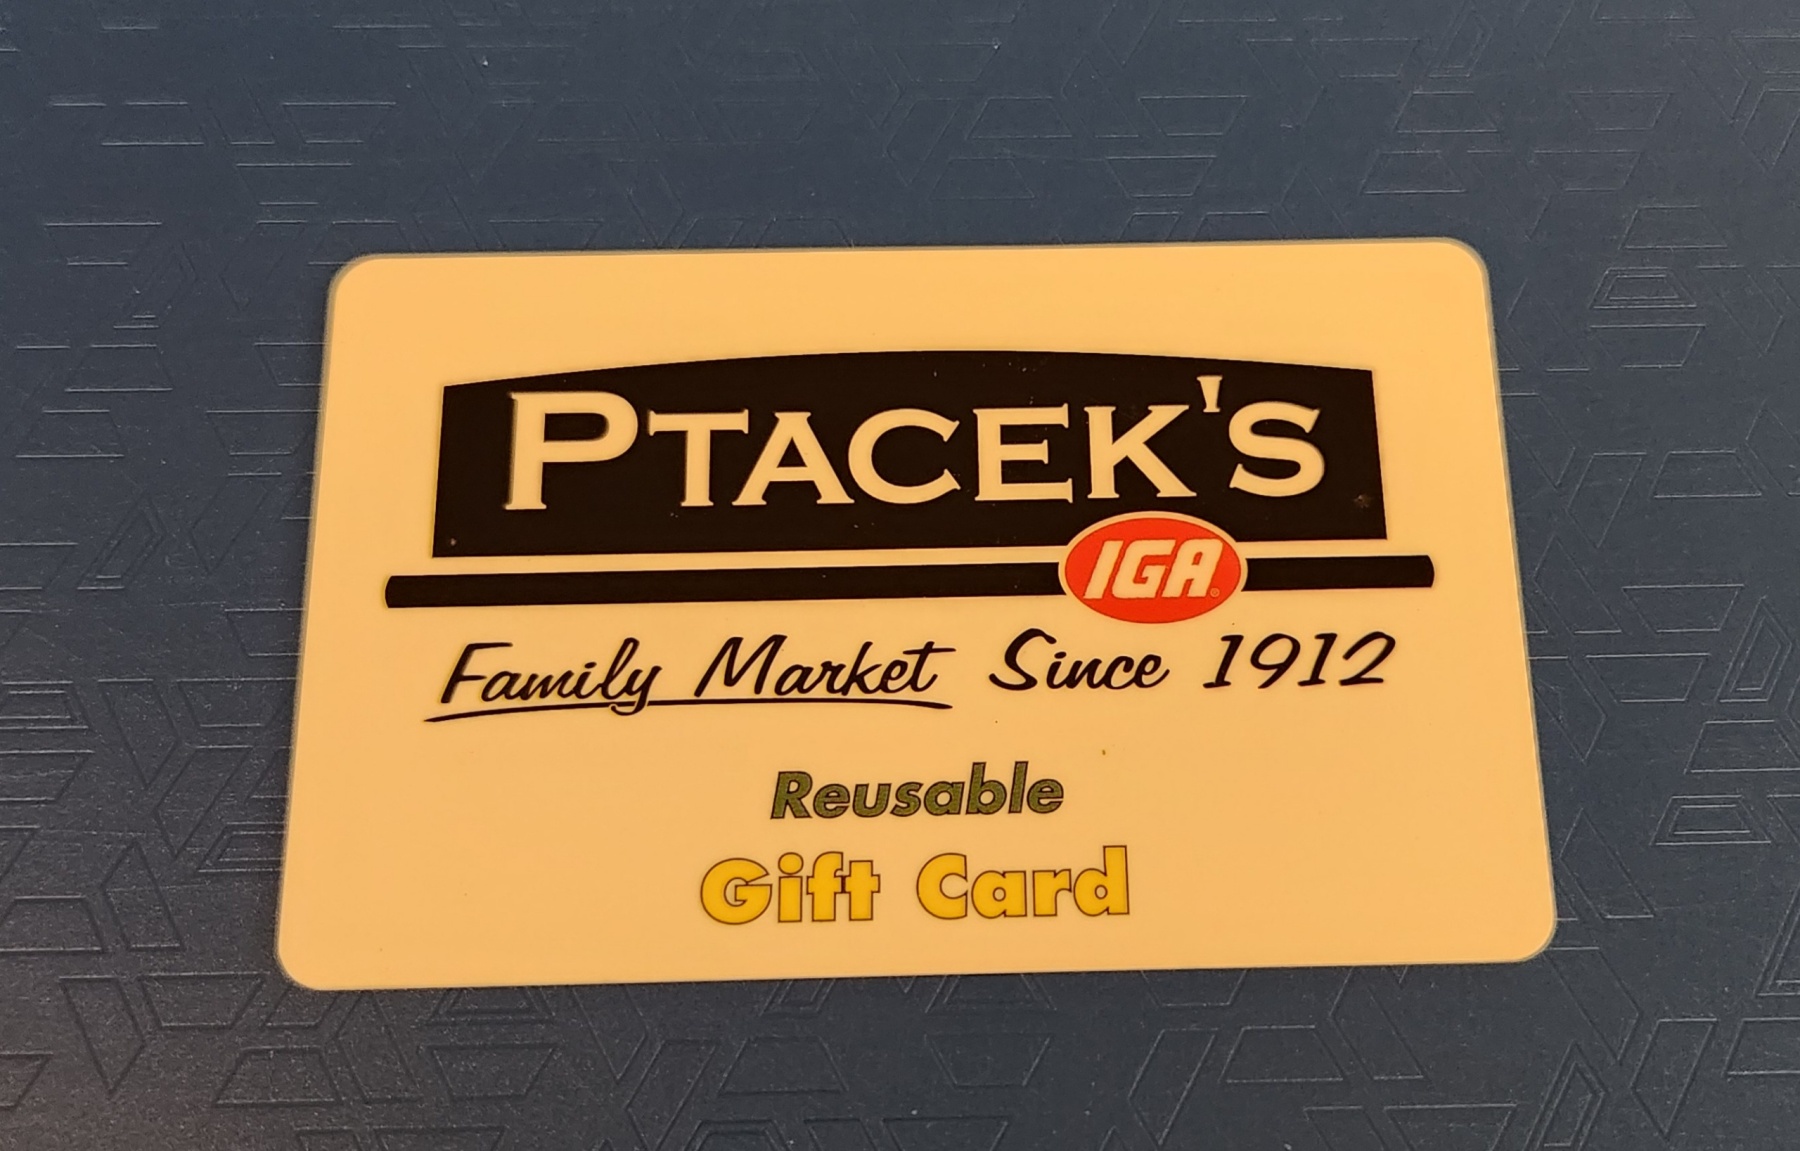 PTACEK'S
IGA
Family Market Since 1912
Reusable
Gift Card